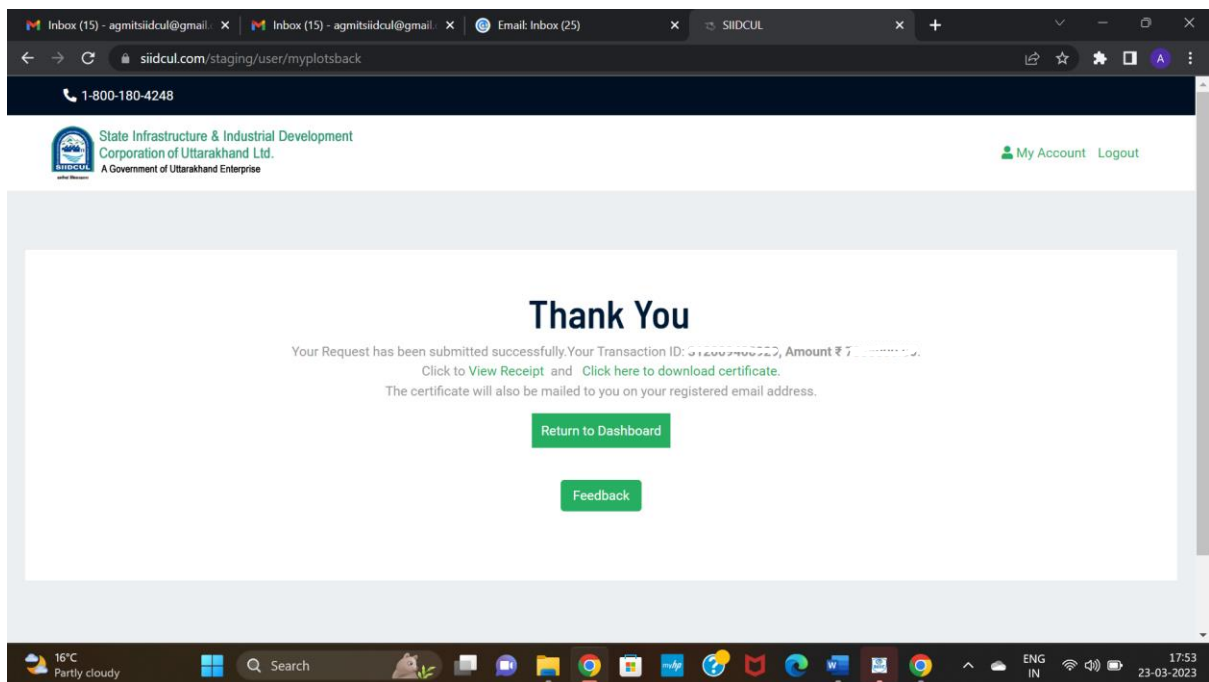 Inbox (15) - agmitsiidcul@gmail.c
Inbox (15) - agmitsiidcul@gmail.c
Email: Inbox (25)
SIIDCUL
siidcul.com/staging/user/myplotsback
A
1-800-180-4248
SIIDCUL
State Infrastructure & Industrial Development
Corporation of Uttarakhand Ltd.
A Government of Uttarakhand Enterprise
My Account Logout
Thank You
Your Request has been submitted successfully.Your Transaction ID: , Amount ₹
Click to View Receipt and Click here to download certificate.
The certificate will also be mailed to you on your registered email address.
Return to Dashboard
Feedback
16°C
Partly cloudy
Search
myhp
ENG
IN
17:53
23-03-2023